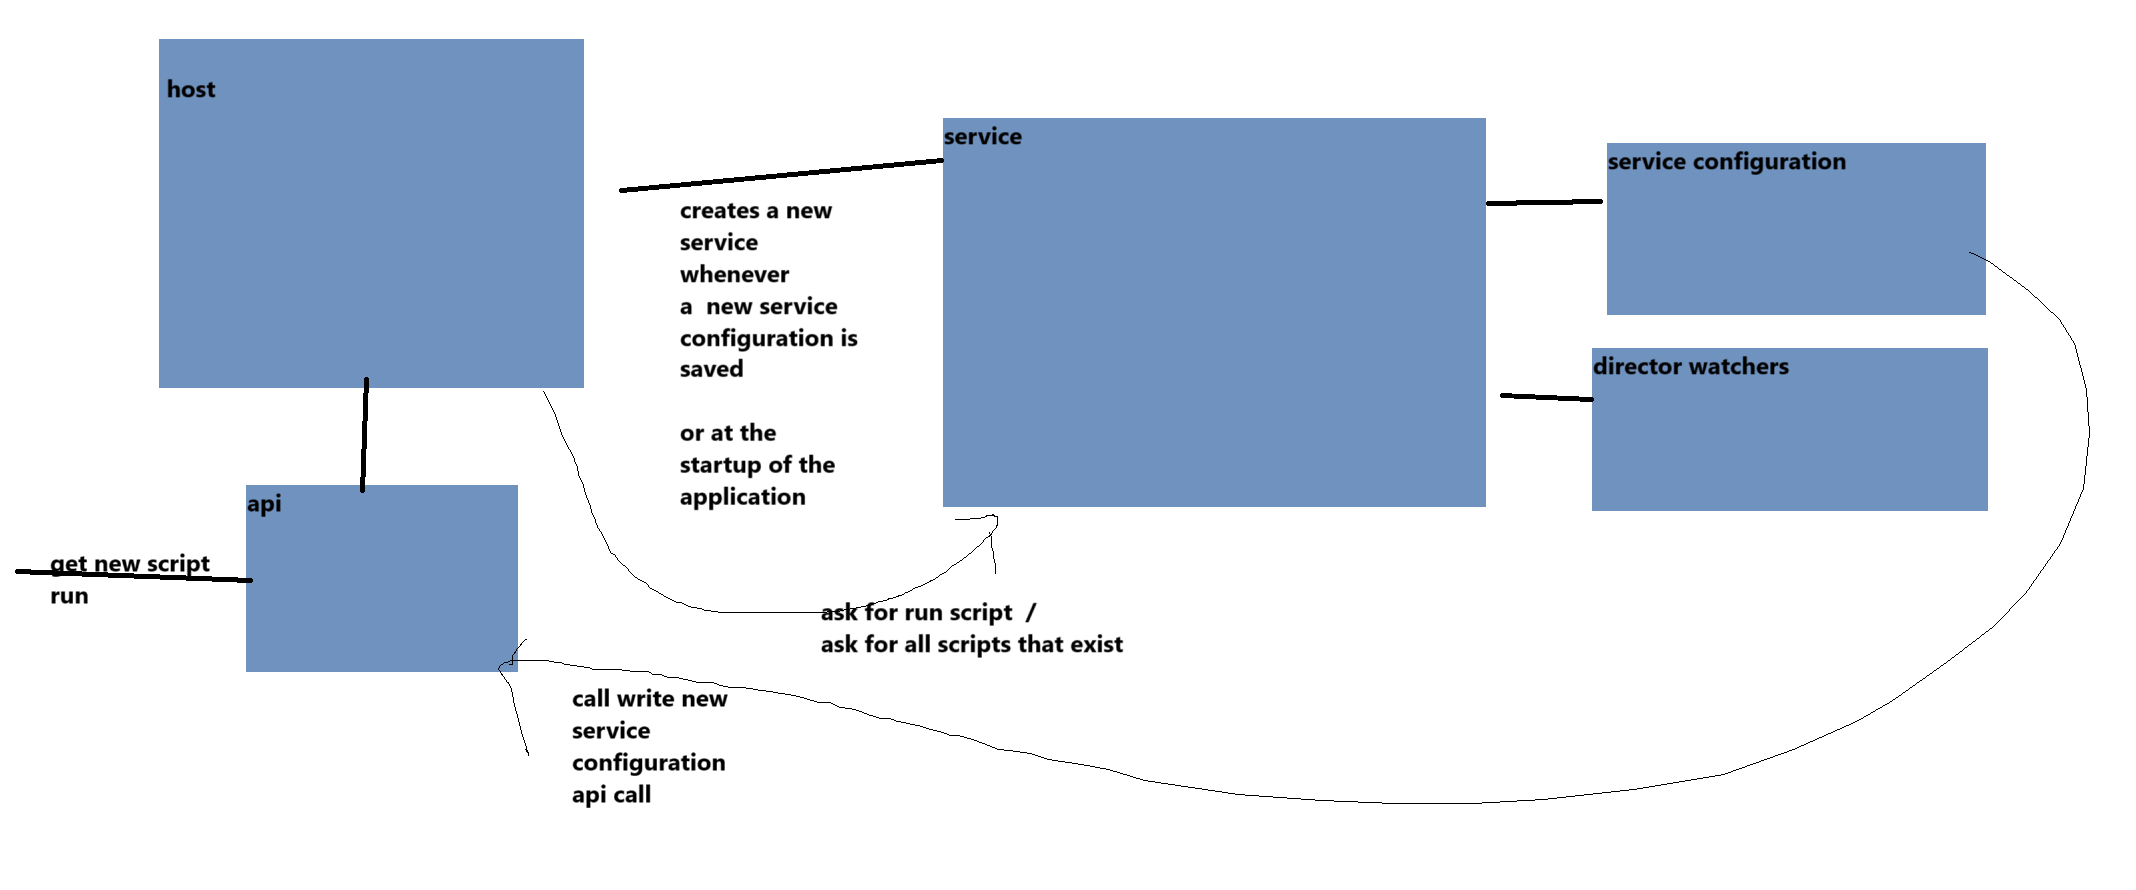 host
service
service configuration
creates a new
service
whenever
a  new service
configuration is
saved
or at the
startup of the
application
director watchers
api
get new script
run
ask for run script  /
ask for all scripts that exist
call write new
service
configuration
api call